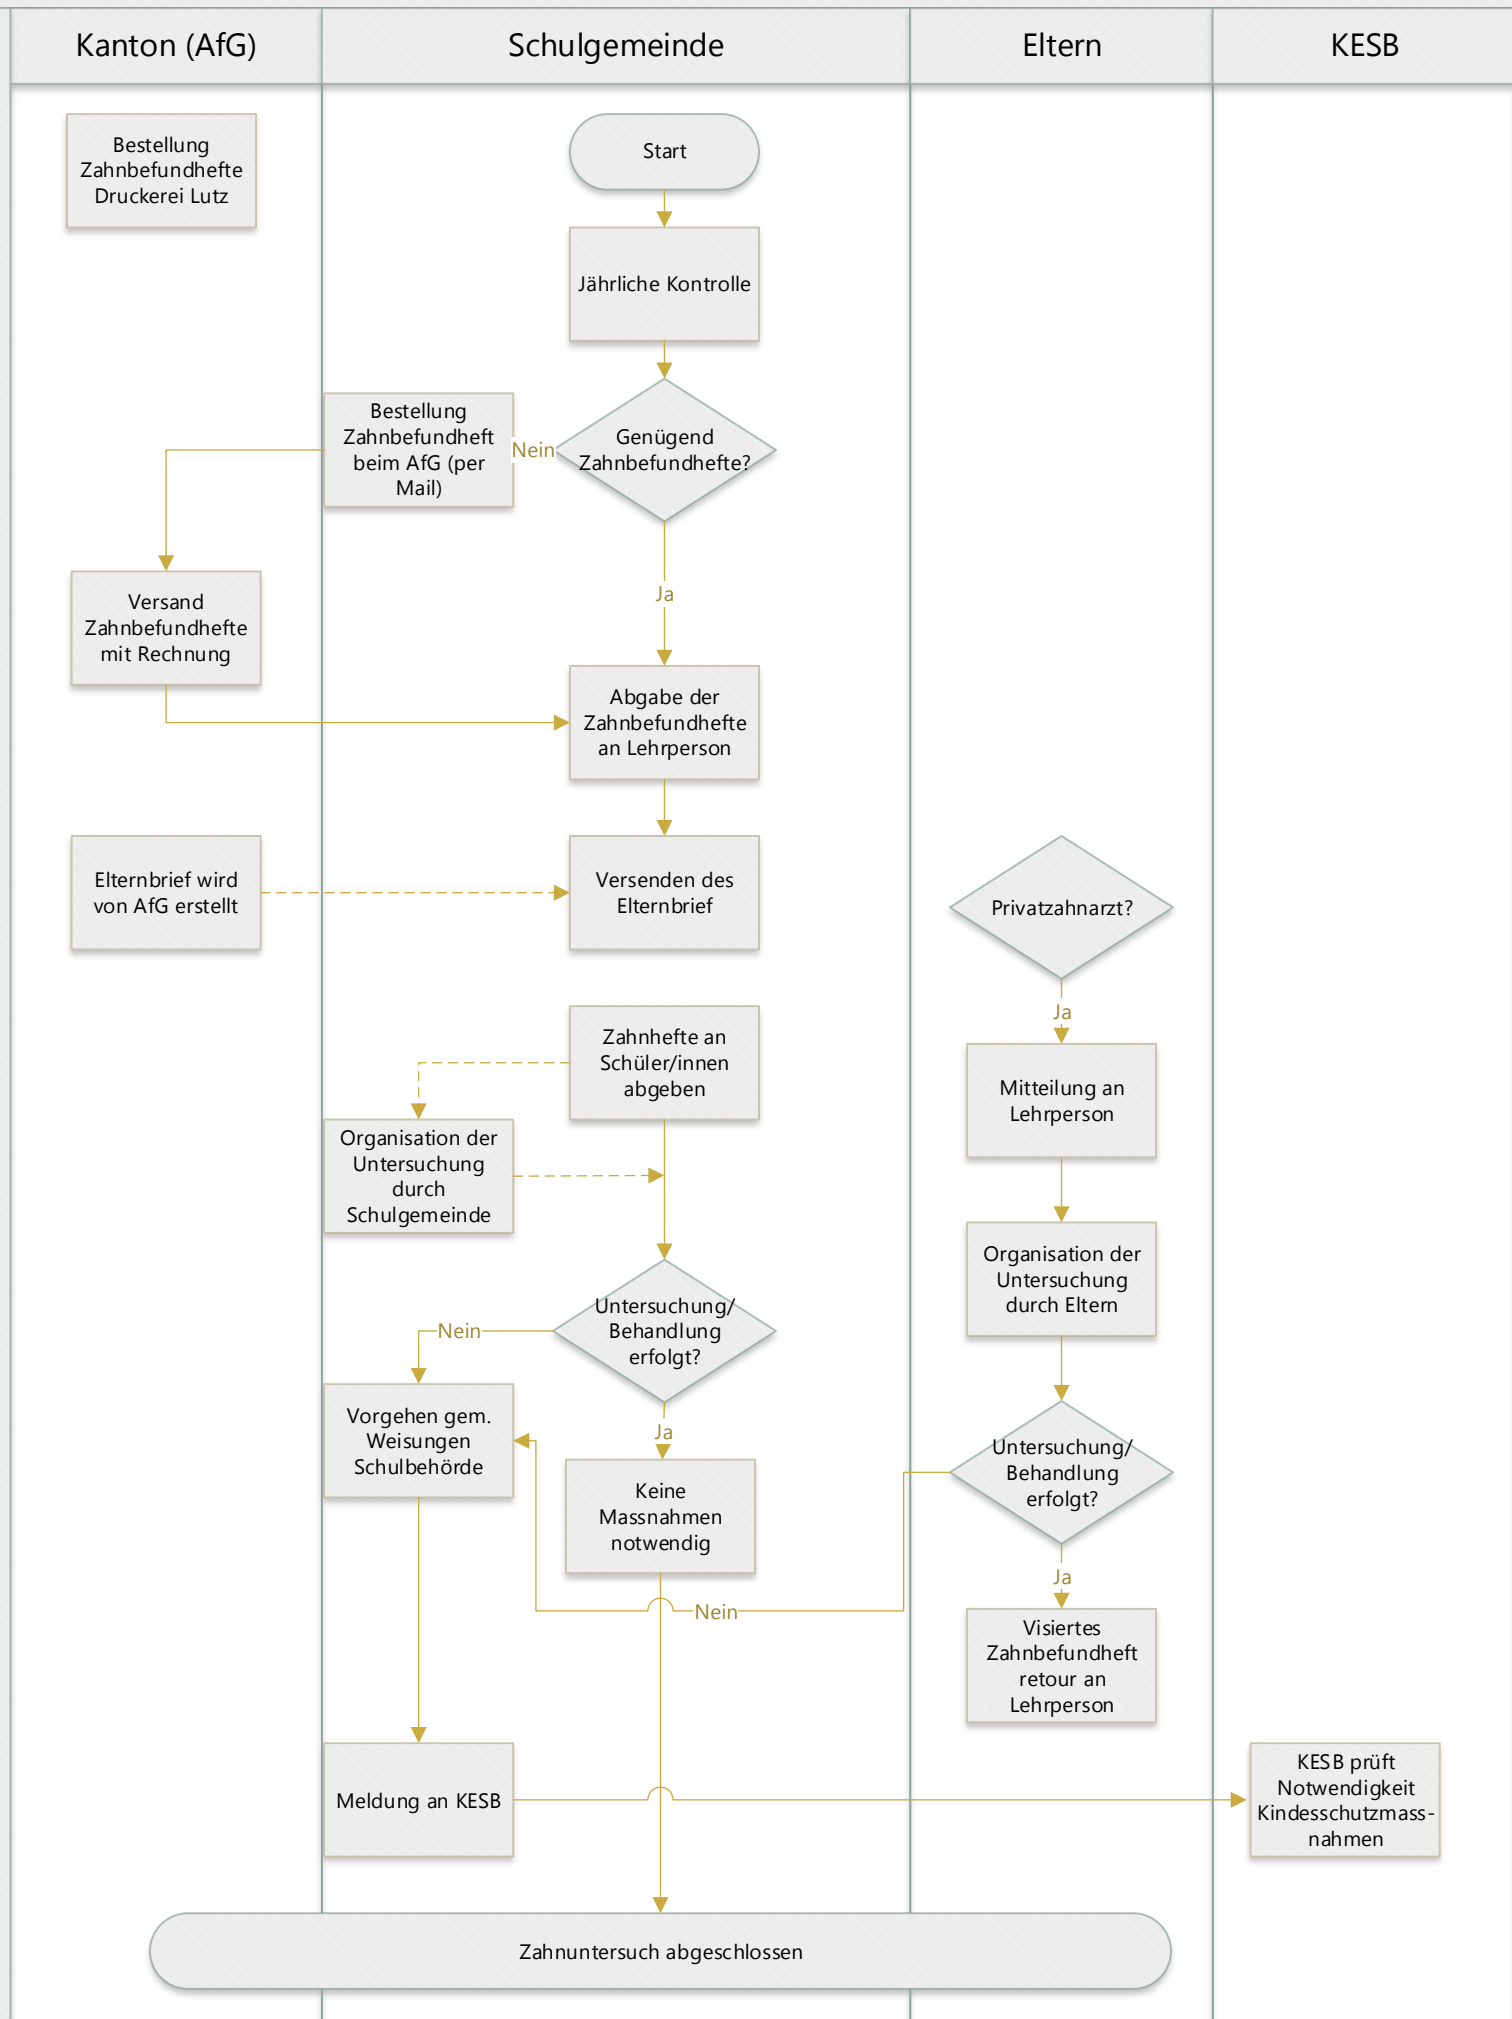 Kanton (AfG)
Schulgemeinde
Eltern
KESB
Bestellung
Zahnbefundhefte
Druckerei Lutz
Start
Jährliche Kontrolle
Bestellung
Zahnbefundheft
beim AfG (per
Mail)
Nein
Genügend
Zahnbefundhefte?
Ja
Versand
Zahnbefundhefte
mit Rechnung
Abgabe der
Zahnbefundhefte
an Lehrperson
Elternbrief wird
von AfG erstellt
Versenden des
Elternbrief
Privatzahnarzt?
Ja
Zahnhefte an
Schüler/innen
abgeben
Mitteilung an
Lehrperson
Organisation der
Untersuchung
durch
Schulgemeinde
Organisation der
Untersuchung
durch Eltern
Untersuchung/
Behandlung
erfolgt?
Nein
Ja
Vorgehen gem.
Weisungen
Schulbehörde
Keine
Massnahmen
notwendig
Untersuchung/
Behandlung
erfolgt?
Ja
Nein
Visiertes
Zahnbefundheft
retour an
Lehrperson
Meldung an KESB
KESB prüft
Notwendigkeit
Kindesschutzmass-
nahmen
Zahnuntersuch abgeschlossen